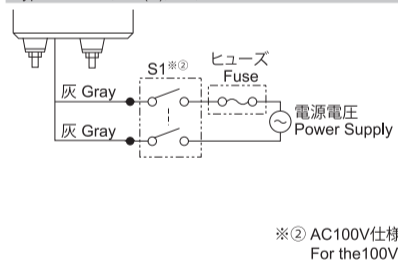 S1※②
ヒューズ
Fuse
灰 Gray
電源電圧
Power Supply
灰 Gray
※② AC100V仕様
For the100V